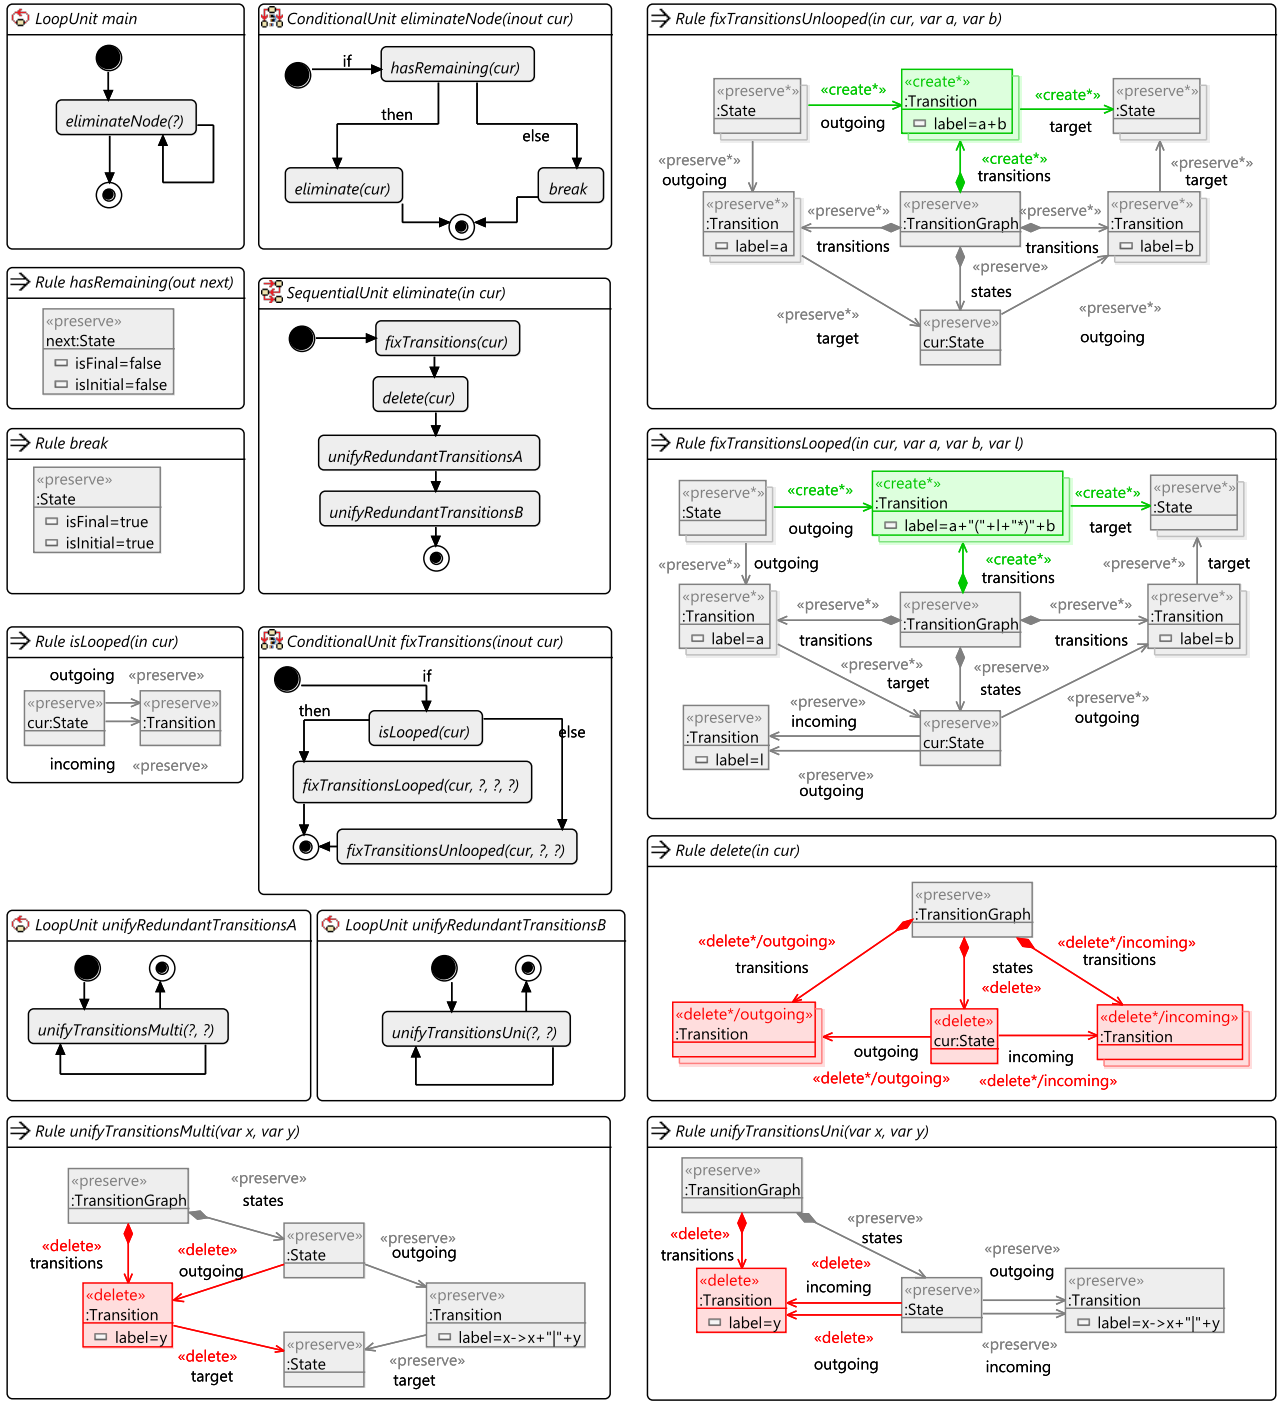 LoopUnit main
eliminateNode(?)
ConditionalUnit eliminateNode(inout cur)
if
hasRemaining(cur)
then
else
eliminate(cur)
break
Rule hasRemaining(out next)
«preserve»
next:State
isFinal=false
isInitial=false
Rule break
«preserve»
:State
isFinal=true
isInitial=true
SequentialUnit eliminate(in cur)
fixTransitions(cur)
delete(cur)
unifyRedundantTransitionsA
unifyRedundantTransitionsB
Rule isLooped(in cur)
outgoing «preserve»
«preserve» «preserve»
cur:State :Transition
incoming «preserve»
ConditionalUnit fixTransitions(inout cur)
if
then
isLooped(cur)
else
fixTransitionsLooped(cur, ?, ?, ?)
fixTransitionsUnlooped(cur, ?, ?)
LoopUnit unifyRedundantTransitionsA
unifyTransitionsMulti(?, ?)
LoopUnit unifyRedundantTransitionsB
unifyTransitionsUni(?, ?)
Rule unifyTransitionsMulti(var x, var y)
«preserve»
:TransitionGraph
«preserve»
states
«delete»
transitions
«delete»
outgoing
«preserve»
:State
«preserve»
outgoing
«delete»
:Transition
label=y
«preserve»
:Transition
label=x->x+"|"+y
«delete»
target
«preserve»
:State
«preserve»
target
Rule fixTransitionsUnlooped(in cur, var a, var b)
«preserve*»
:State
«create*»
outgoing
«create*»
:Transition
label=a+b
«create*»
target
«preserve*»
:State
«preserve*»
outgoing
«create*»
transitions
«preserve*»
target
«preserve*»
:Transition
label=a
«preserve*»
transitions
«preserve»
:TransitionGraph
«preserve*»
transitions
«preserve*»
:Transition
label=b
«preserve»
states
«preserve*»
target
«preserve»
cur:State
«preserve*»
outgoing
Rule fixTransitionsLooped(in cur, var a, var b, var l)
«preserve*»
:State
«create*»
outgoing
«create*»
:Transition
label=a+"("+l+"*)"+b
«create*»
target
«preserve*»
:State
«preserve*»
outgoing
«create*»
transitions
«preserve*»
target
«preserve*»
:Transition
label=a
«preserve*»
transitions
«preserve»
:TransitionGraph
«preserve*»
transitions
«preserve*»
:Transition
label=b
«preserve*»
target
«preserve»
states
«preserve*»
outgoing
«preserve»
:Transition
label=l
«preserve»
incoming
«preserve»
cur:State
«preserve»
outgoing
Rule delete(in cur)
«preserve»
:TransitionGraph
«delete*/outgoing»
transitions
states
«delete»
«delete*/incoming»
transitions
«delete*/outgoing»
:Transition
«delete»
cur:State
«delete*/incoming»
:Transition
outgoing
«delete*/outgoing»
incoming
«delete*/incoming»
Rule unifyTransitionsUni(var x, var y)
«preserve»
:TransitionGraph
«preserve»
states
«delete»
transitions
«delete»
incoming
«preserve»
outgoing
«delete»
:Transition
label=y
«preserve»
:State
«preserve»
:Transition
label=x->x+"|"+y
«delete»
outgoing
«preserve»
incoming